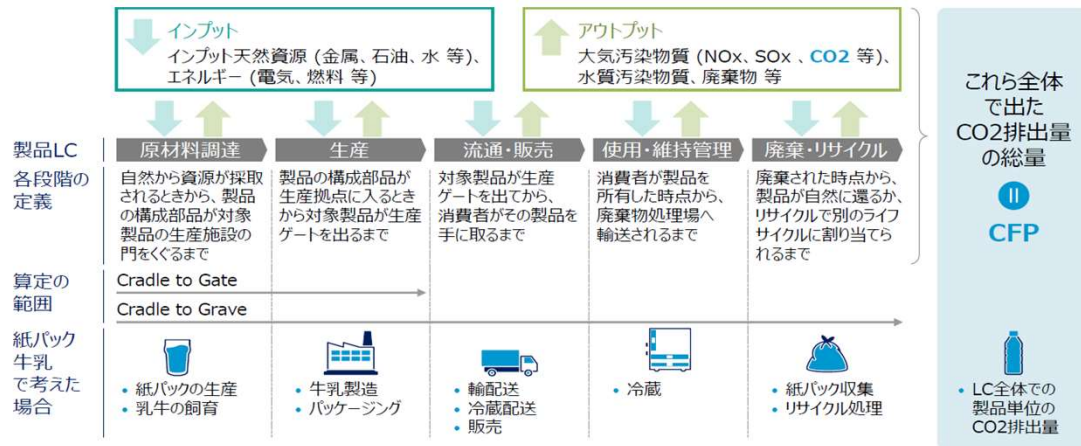 インプット
インプット天然資源 (金属、石油、水 等)、
エネルギー (電気、燃料 等)
アウトプット
大気汚染物質 (NOx、SOx 、CO2 等)、
水質汚染物質、廃棄物 等
製品LC
原材料調達
生産
流通・販売
使用・維持管理
廃棄・リサイクル
各段階の
定義
自然から資源が採取
されるときから、製品
の構成部品が対象
製品の生産施設の
門をくぐるまで
製品の構成部品が
生産拠点に入るとき
から対象製品が生産
ゲートを出るまで
対象製品が生産
ゲートを出てから、
消費者がその製品を
手に取るまで
消費者が製品を
所有した時点から、
廃棄物処理場へ
輸送されるまで
廃棄された時点から、
製品が自然に還るか、
リサイクルで別のライフ
サイクルに割り当てら
れるまで
算定の
範囲
Cradle to Gate
Cradle to Grave
紙パック
牛乳
で考えた
場合
• 紙パックの生産
• 乳牛の飼育
• 牛乳製造
• パッケージング
• 輸配送
• 冷蔵配送
• 販売
• 冷蔵
• 紙パック収集
• リサイクル処理
これら全体
で出た
CO2排出量
の総量
=
CFP
• LC全体での
製品単位の
CO2排出量